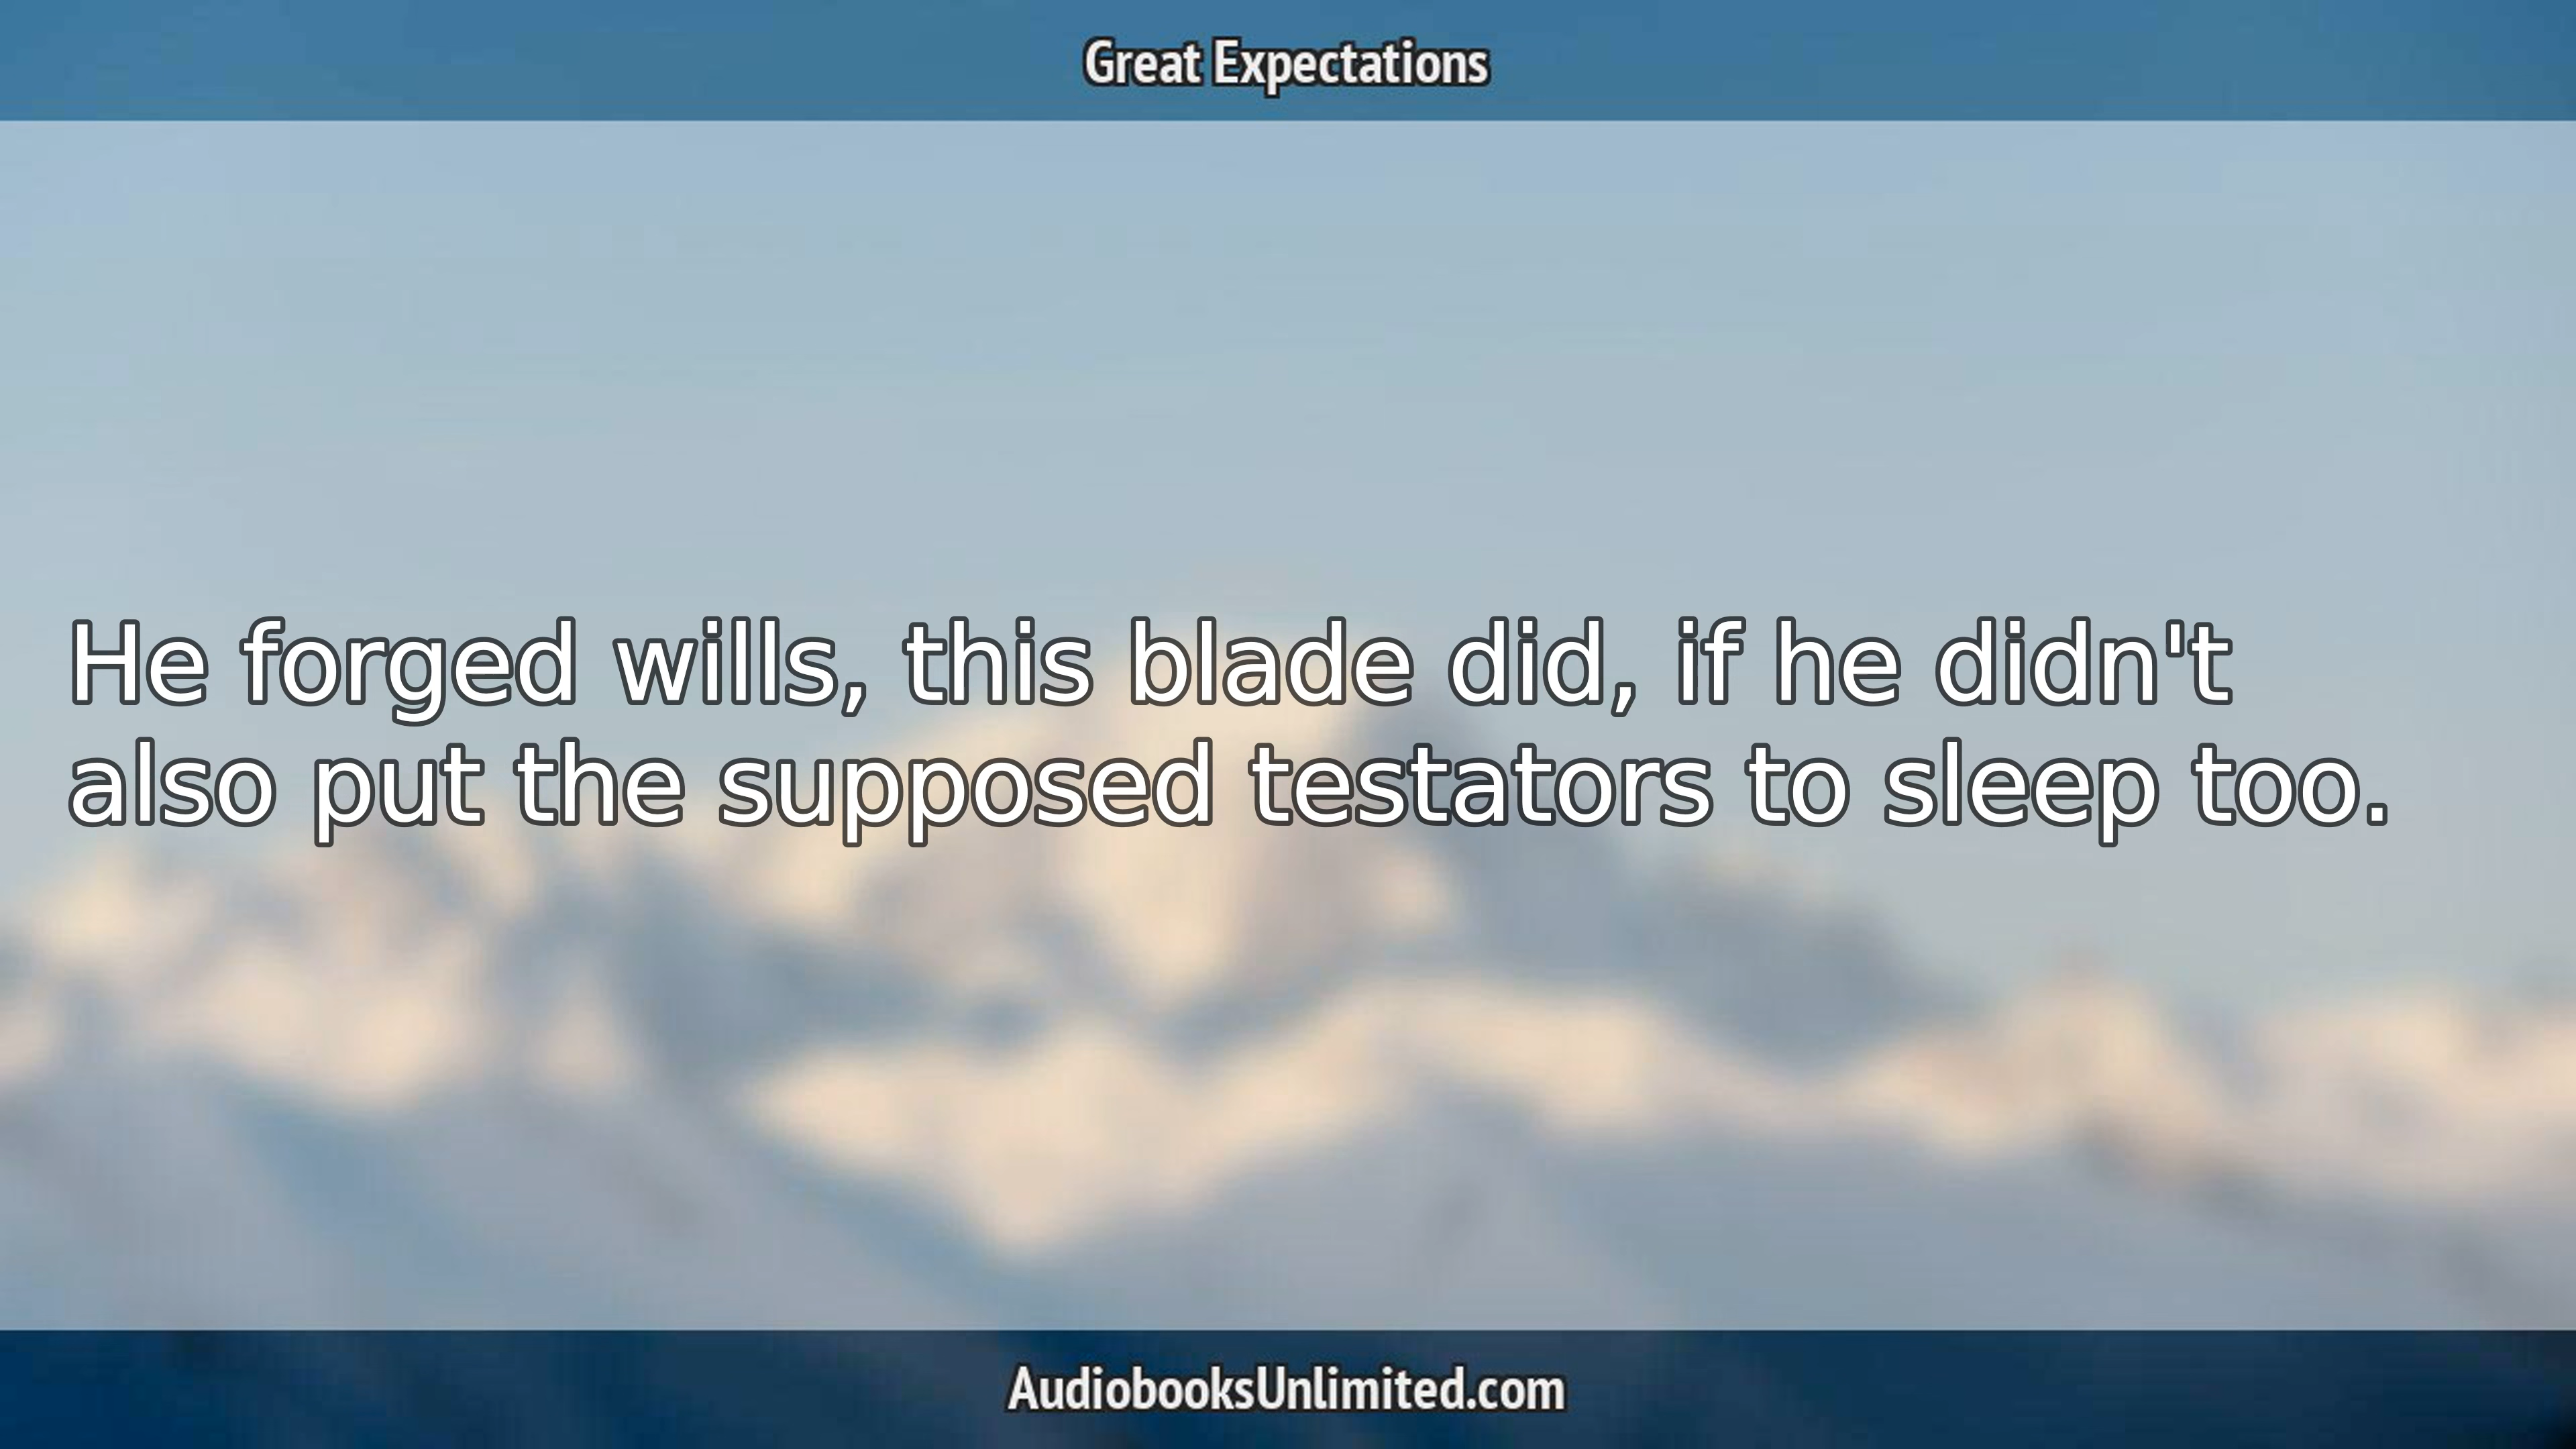 Great Expectations
He forged wills, this blade did, if he didn't
also put the supposed testators to sleep too.
AudiobooksUnlimited.com